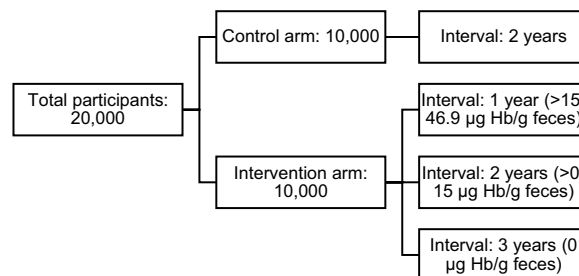 Control arm: 10,000
Interval: 2 years
Total participants:
20,000
Interval: 1 year (>15
46.9 µg Hb/g feces)
Intervention arm:
10,000
Interval: 2 years (>0
15 µg Hb/g feces)
Interval: 3 years (0
µg Hb/g feces)